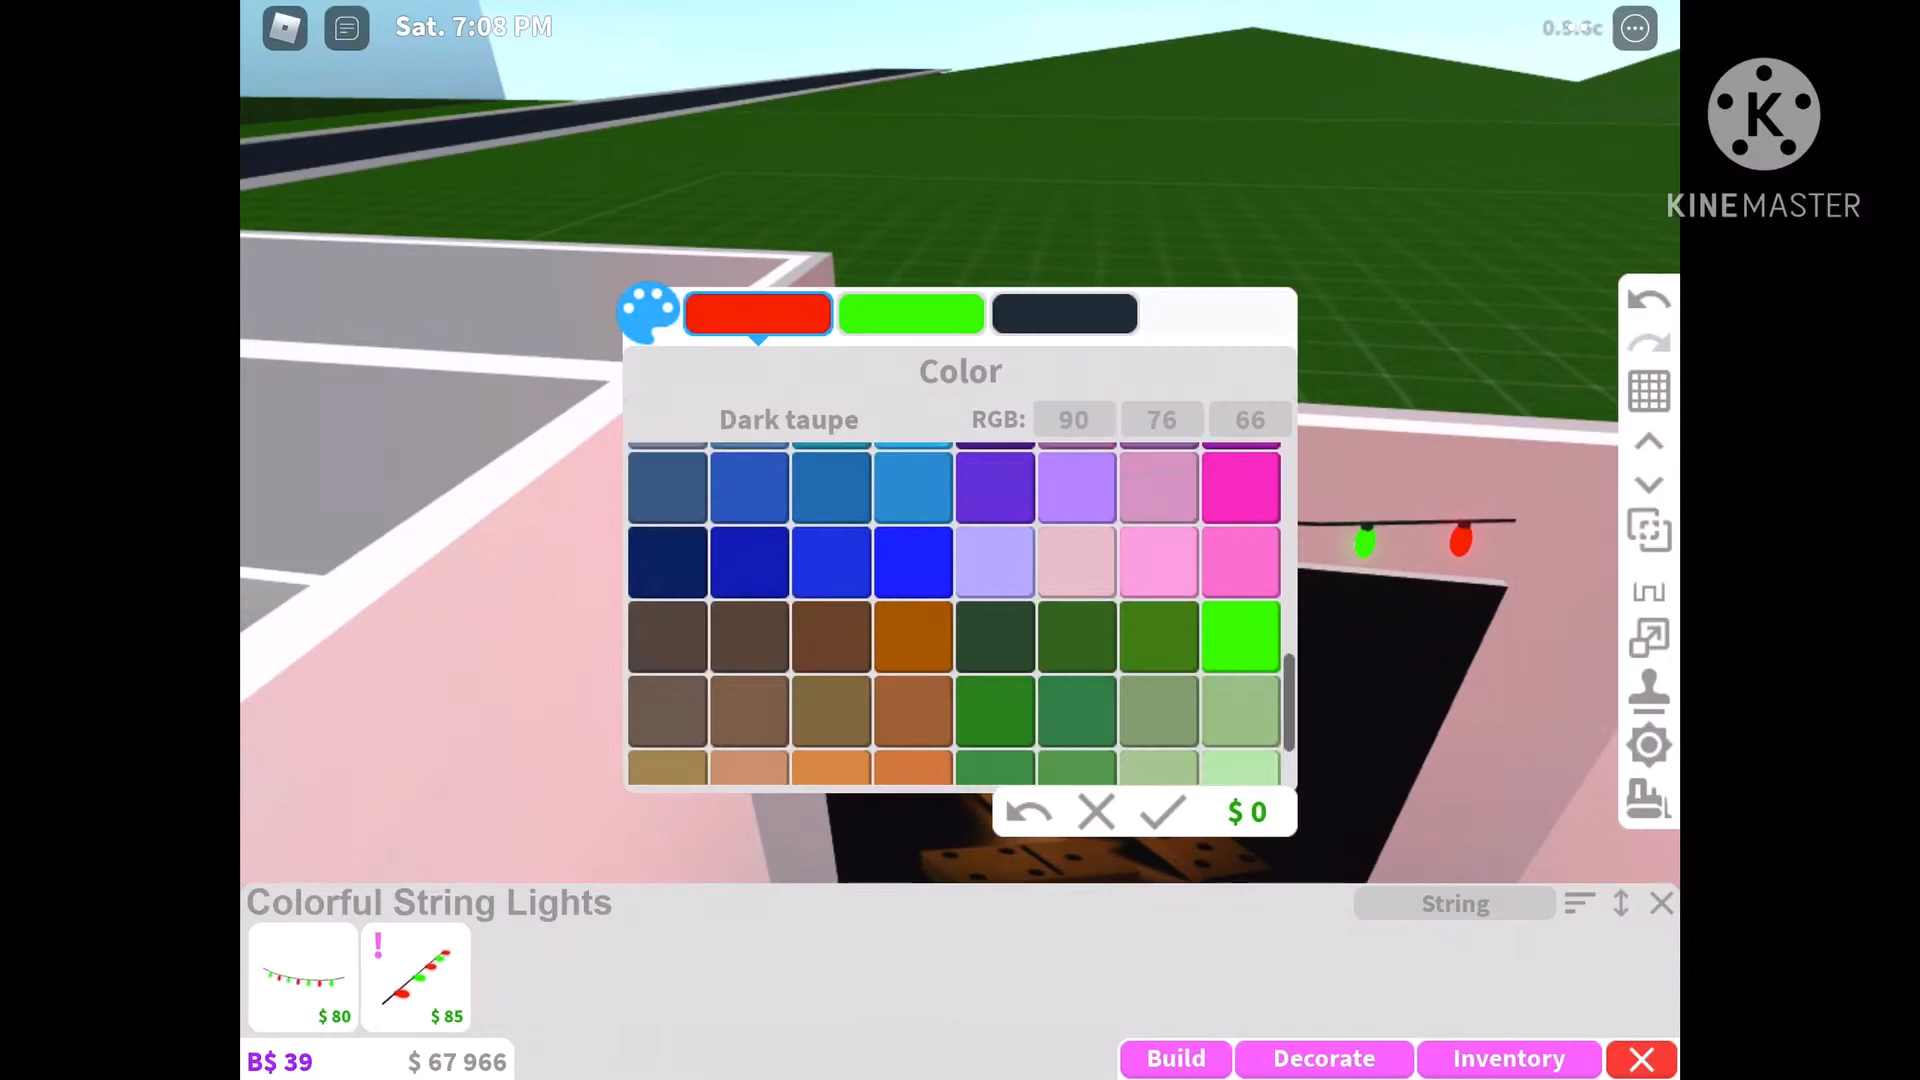 Sat. 7:08 PM
K
KINEMASTER
Color
Dark taupe RGB: 90 76 66
$ 0
Colorful String Lights
String
!
$ 80
$ 85
B$ 39
$ 67 966
Build
Decorate
Inventory